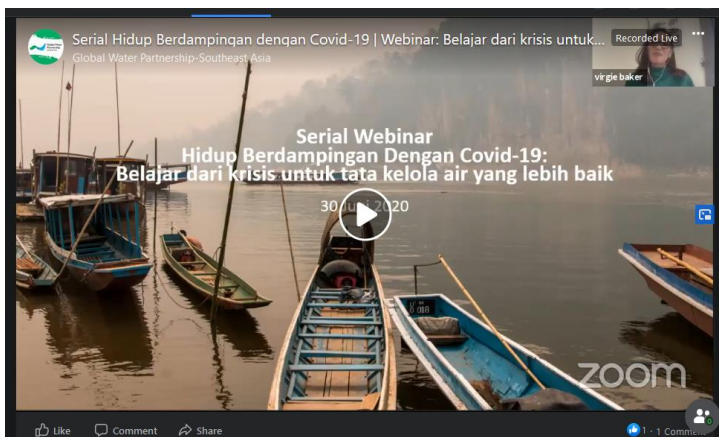 Serial Hidup Berdampingan dengan Covid-19 | Webinar: Belajar dari krisis untuk...
Global Water Partnership-Southeast Asia
Recorded Live
virgie baker
Serial Webinar
Hidup Berdampingan Dengan Covid-19:
Belajar dari krisis untuk tata kelola air yang lebih baik
30 Juni 2020
018
zoom
Like
Comment
Share
1 · 1 Comment
0